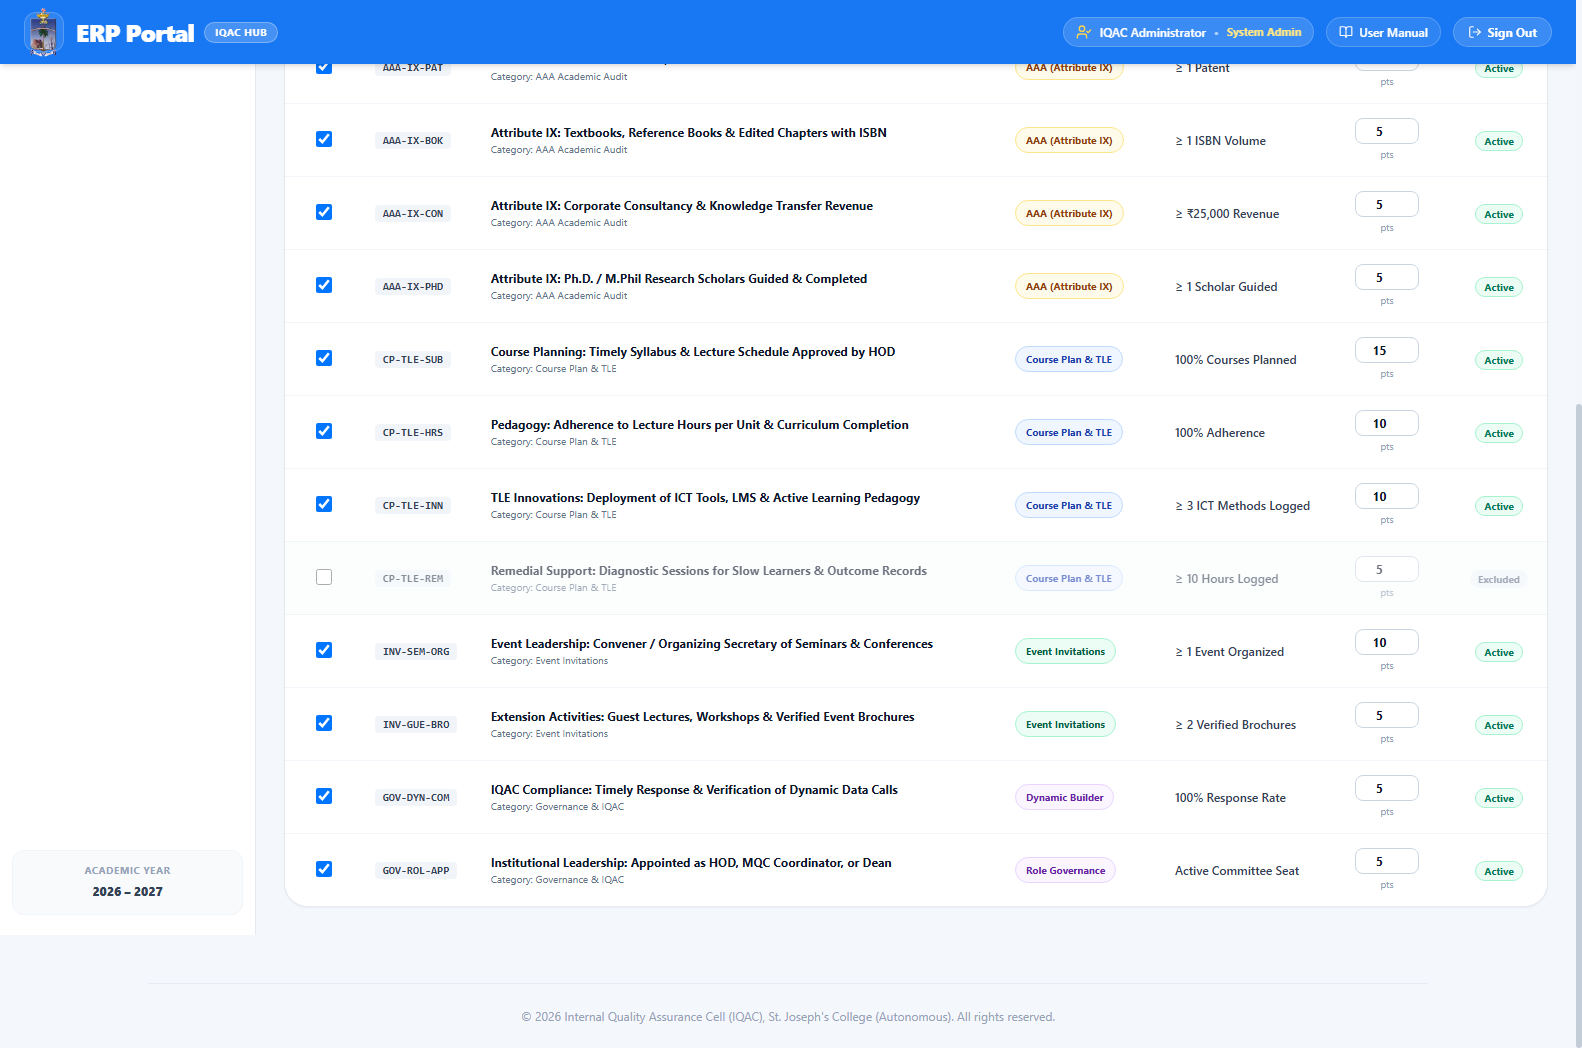 ERP Portal IQAC HUB IQAC Administrator • System Admin User Manual Sign Out
AAA-IX-PAT AAA (Attribute IX) ≥ 1 Patent Active
Category: AAA Academic Audit pts
AAA-IX-BOK Attribute IX: Textbooks, Reference Books & Edited Chapters with ISBN AAA (Attribute IX) ≥ 1 ISBN Volume 5 Active
Category: AAA Academic Audit pts
AAA-IX-CON Attribute IX: Corporate Consultancy & Knowledge Transfer Revenue AAA (Attribute IX) ≥ ₹25,000 Revenue 5 Active
Category: AAA Academic Audit pts
AAA-IX-PHD Attribute IX: Ph.D. / M.Phil Research Scholars Guided & Completed AAA (Attribute IX) ≥ 1 Scholar Guided 5 Active
Category: AAA Academic Audit pts
CP-TLE-SUB Course Planning: Timely Syllabus & Lecture Schedule Approved by HOD Course Plan & TLE 100% Courses Planned 15 Active
Category: Course Plan & TLE pts
CP-TLE-HRS Pedagogy: Adherence to Lecture Hours per Unit & Curriculum Completion Course Plan & TLE 100% Adherence 10 Active
Category: Course Plan & TLE pts
CP-TLE-INN TLE Innovations: Deployment of ICT Tools, LMS & Active Learning Pedagogy Course Plan & TLE ≥ 3 ICT Methods Logged 10 Active
Category: Course Plan & TLE pts
CP-TLE-REM Remedial Support: Diagnostic Sessions for Slow Learners & Outcome Records Course Plan & TLE ≥ 10 Hours Logged 5 Excluded
Category: Course Plan & TLE pts
INV-SEM-ORG Event Leadership: Convener / Organizing Secretary of Seminars & Conferences Event Invitations ≥ 1 Event Organized 10 Active
Category: Event Invitations pts
INV-GUE-BRO Extension Activities: Guest Lectures, Workshops & Verified Event Brochures Event Invitations ≥ 2 Verified Brochures 5 Active
Category: Event Invitations pts
GOV-DYN-COM IQAC Compliance: Timely Response & Verification of Dynamic Data Calls Dynamic Builder 100% Response Rate 5 Active
Category: Governance & IQAC pts
GOV-ROL-APP Institutional Leadership: Appointed as HOD, MQC Coordinator, or Dean Role Governance Active Committee Seat 5 Active
Category: Governance & IQAC pts
ACADEMIC YEAR
2026 – 2027
© 2026 Internal Quality Assurance Cell (IQAC), St. Joseph's College (Autonomous). All rights reserved.